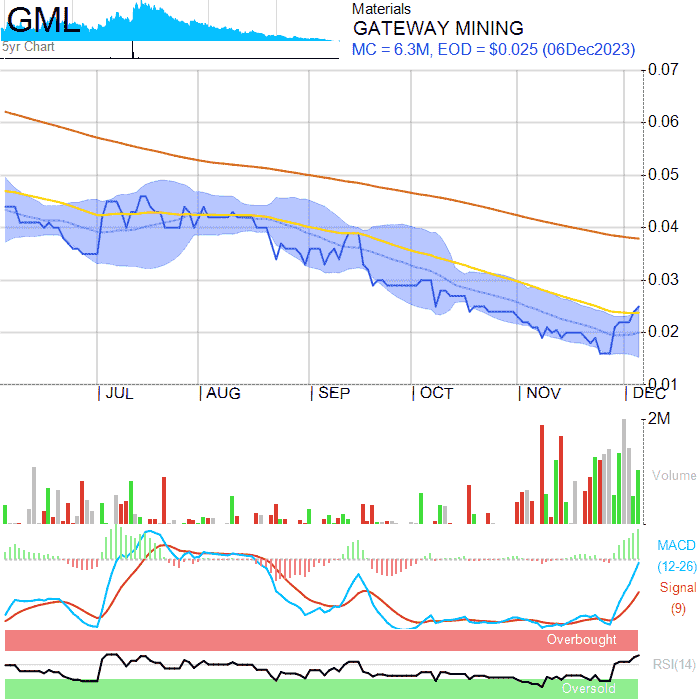 GML
5yr Chart
Materials
GATEWAY MINING
MC = 6.3M, EOD = $0.025 (06Dec2023)
0.07
0.06
0.05
0.04
0.03
0.02
0.01
JUL AUG SEP OCT NOV DEC
2M
Volume
MACD
(12-26)
Signal
(9)
Overbought
RSI(14)
Oversold